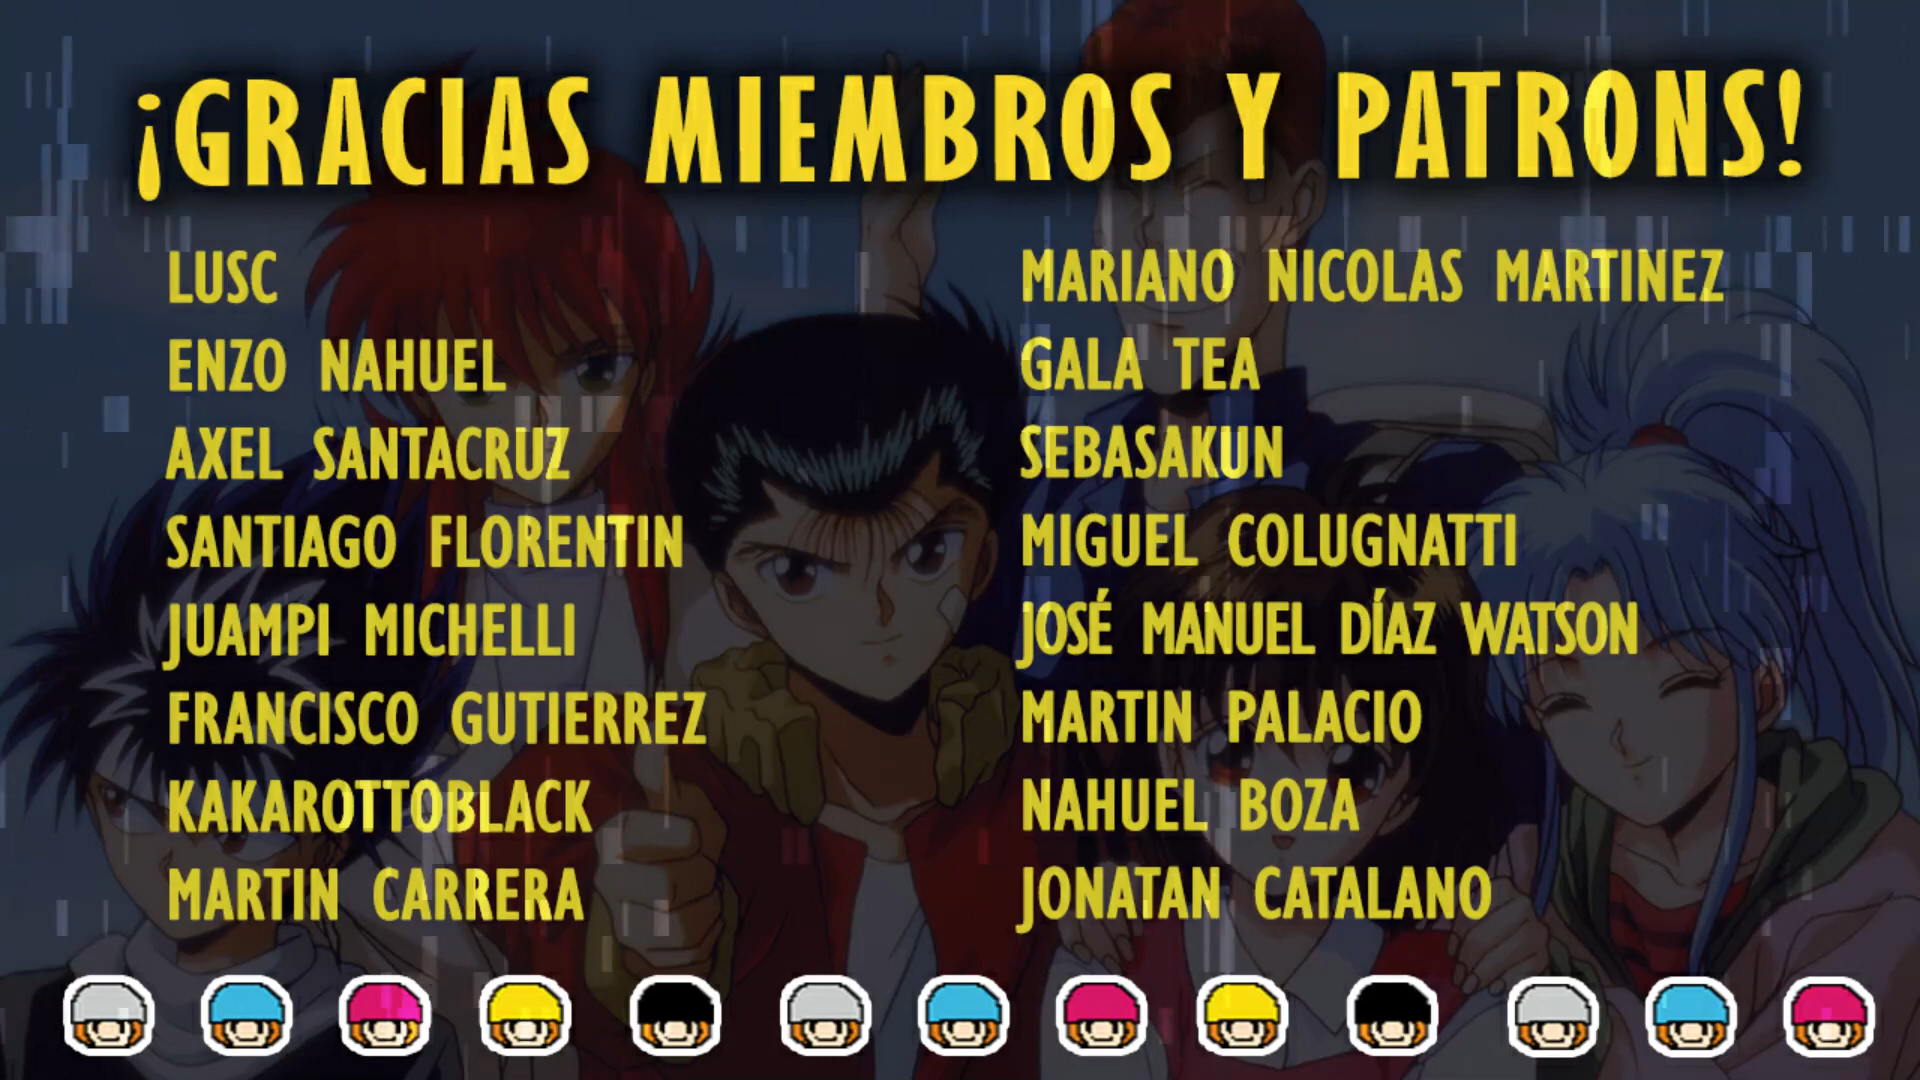 ¡GRACIAS MIEMBROS Y PATRONS!
LUSC
ENZO NAHUEL
AXEL SANTACRUZ
SANTIAGO FLORENTIN
JUAMPI MICHELLI
FRANCISCO GUTIERREZ
KAKAROTTOBLACK
MARTIN CARRERA
MARIANO NICOLAS MARTINEZ
GALA TEA
SEBASAKUN
MIGUEL COLUGNATTI
JOSÉ MANUEL DÍAZ WATSON
MARTIN PALACIO
NAHUEL BOZA
JONATAN CATALANO